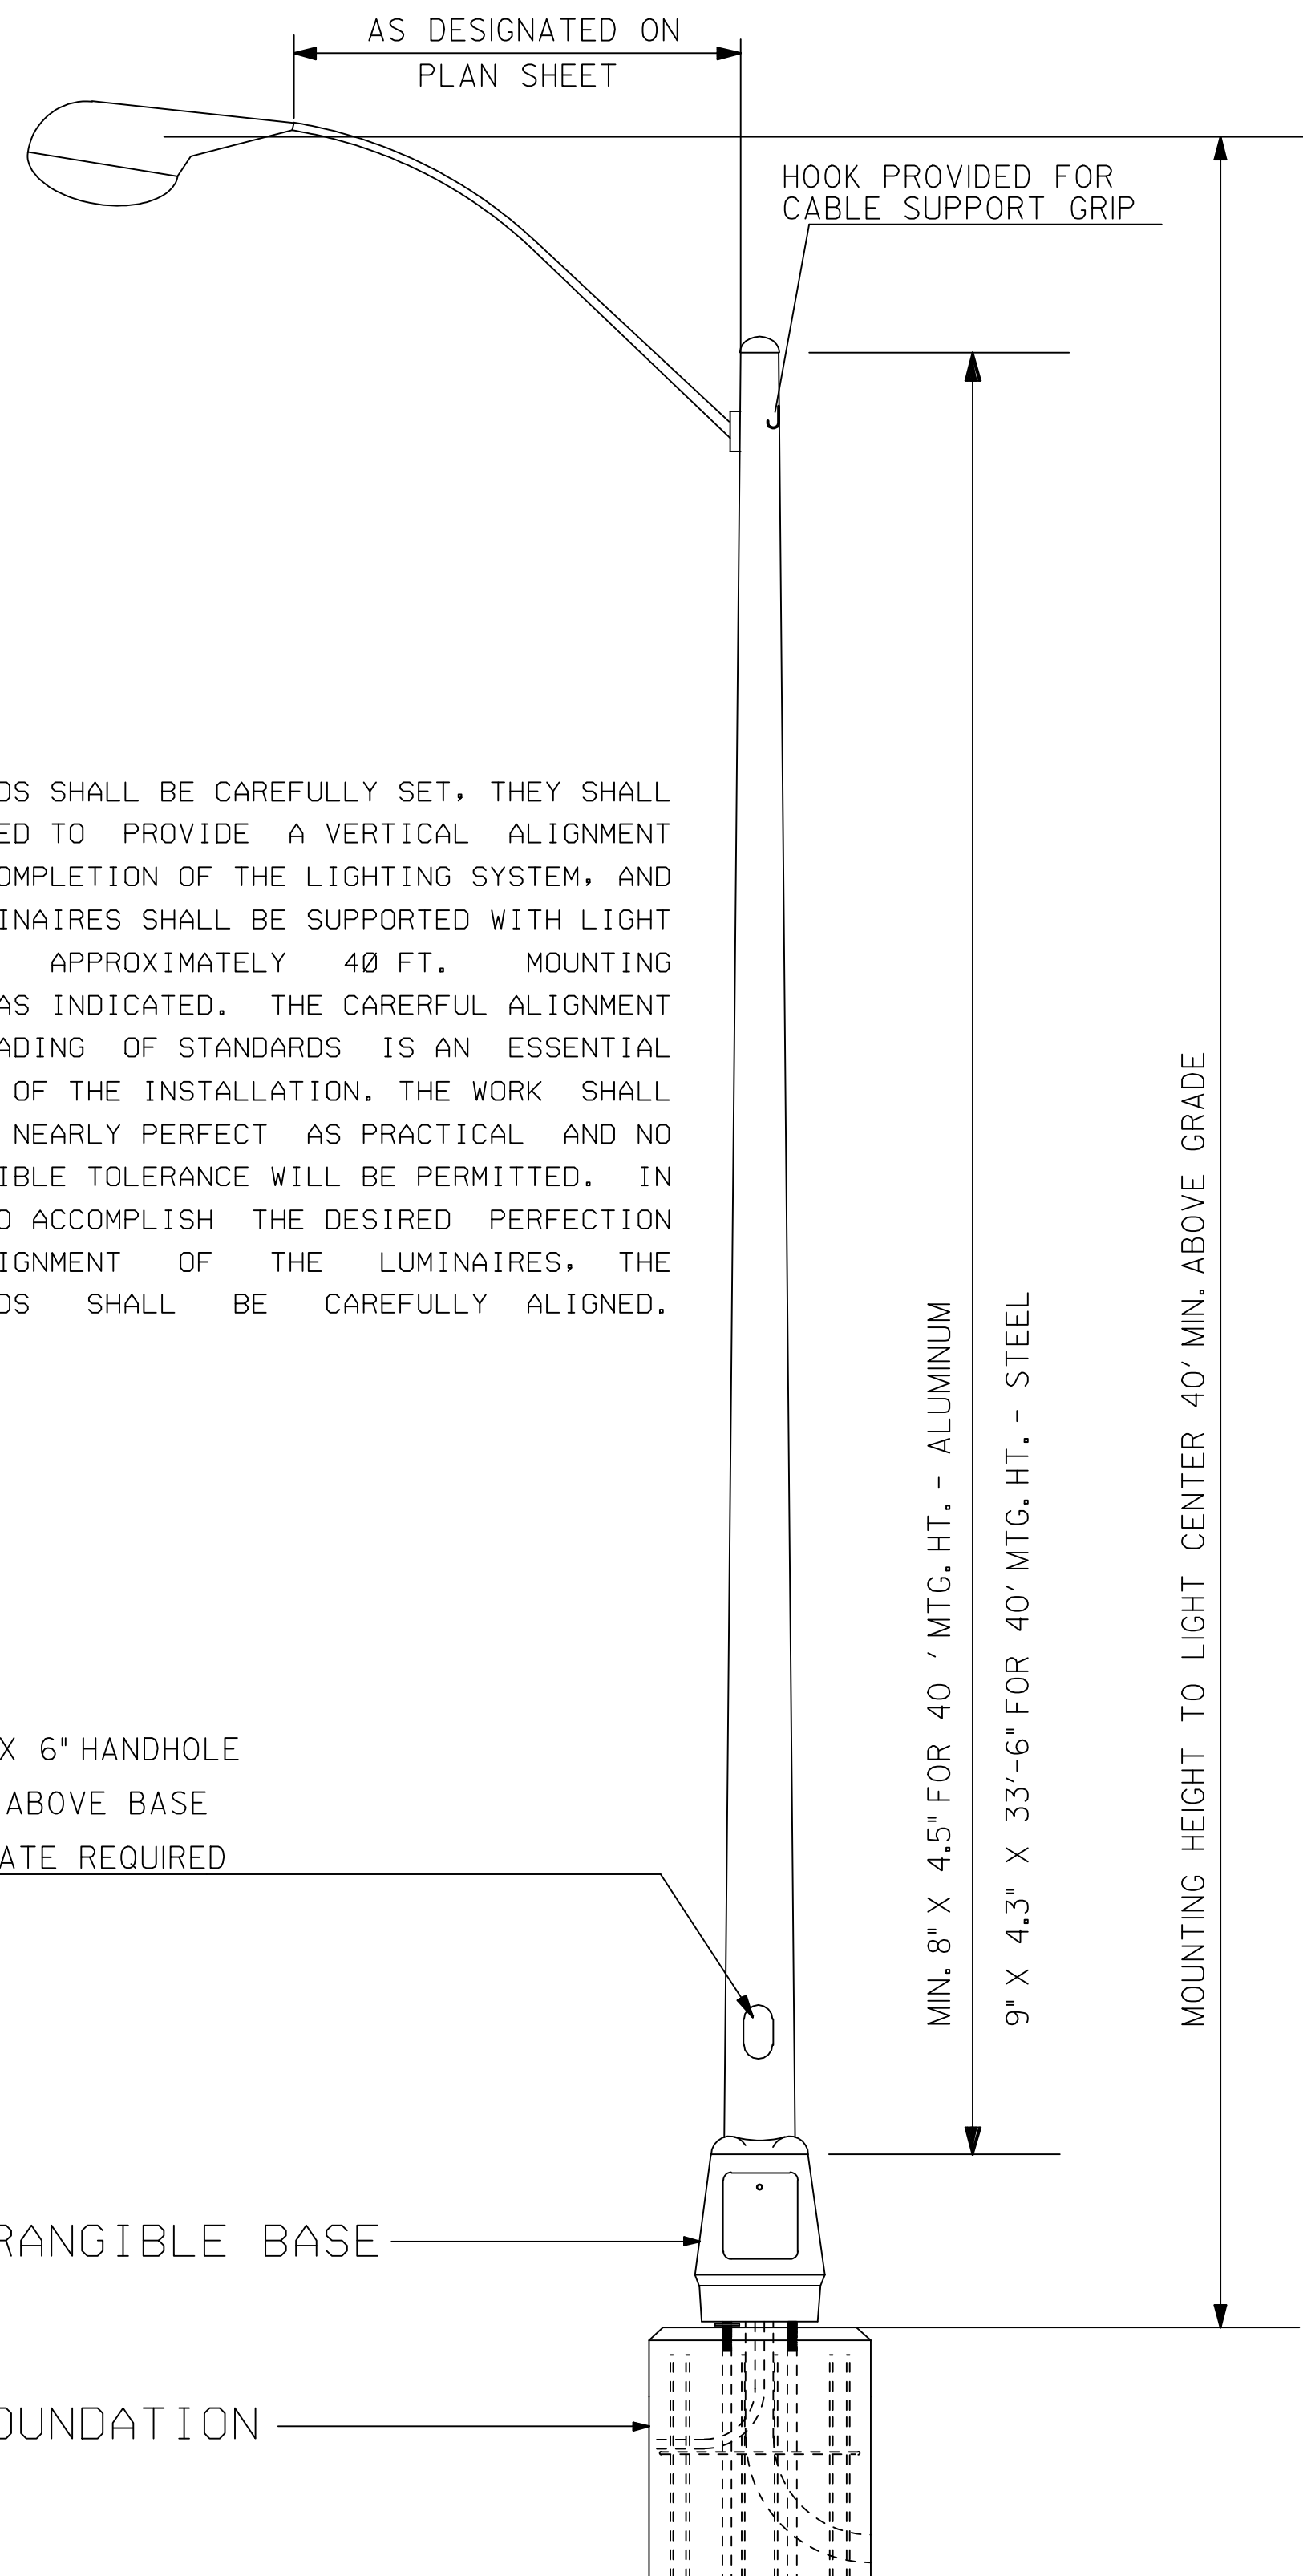 AS DESIGNATED ON
PLAN SHEET
HOOK PROVIDED FOR
CABLE SUPPORT GRIP
DS SHALL BE CAREFULLY SET, THEY SHALL
ED TO PROVIDE A VERTICAL ALIGNMENT
OMPLETION OF THE LIGHTING SYSTEM, AND
INAIRES SHALL BE SUPPORTED WITH LIGHT
APPROXIMATELY 40 FT. MOUNTING
AS INDICATED. THE CARERFUL ALIGNMENT
ADING OF STANDARDS IS AN ESSENTIAL
OF THE INSTALLATION. THE WORK SHALL
NEARLY PERFECT AS PRACTICAL AND NO
IBLE TOLERANCE WILL BE PERMITTED. IN
O ACCOMPLISH THE DESIRED PERFECTION
IGNMENT OF THE LUMINAIRES, THE
DS SHALL BE CAREFULLY ALIGNED.
MIN. 8" X 4.5" FOR 40 ' MTG. HT. - ALUMINUM
9" X 4.3" X 33'-6" FOR 40' MTG. HT. - STEEL
MOUNTING HEIGHT TO LIGHT CENTER 40' MIN. ABOVE GRADE
X 6" HANDHOLE
ABOVE BASE
ATE REQUIRED
RANGIBLE BASE
OUNDATION